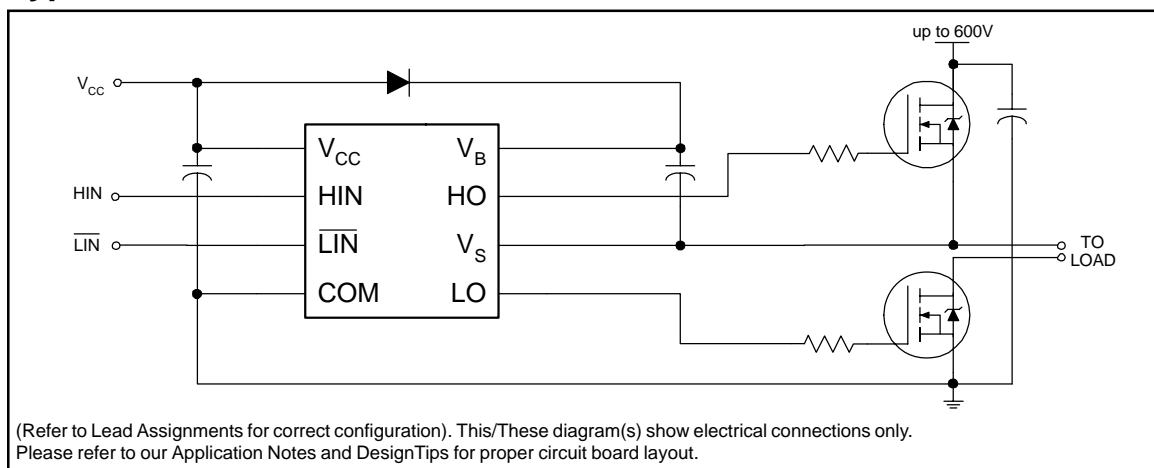 up to 600V
VCC
VCC
VB
HIN
HIN
HO
LIN
LIN
VS
TO
LOAD
COM
LO
(Refer to Lead Assignments for correct configuration). This/These diagram(s) show electrical connections only.
Please refer to our Application Notes and DesignTips for proper circuit board layout.